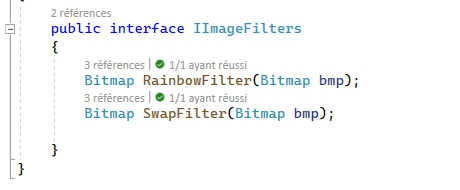 2 références
public interface IImageFilters
{
3 références | 1/1 ayant réussi
Bitmap RainbowFilter(Bitmap bmp);
3 références | 1/1 ayant réussi
Bitmap SwapFilter(Bitmap bmp);
}
}